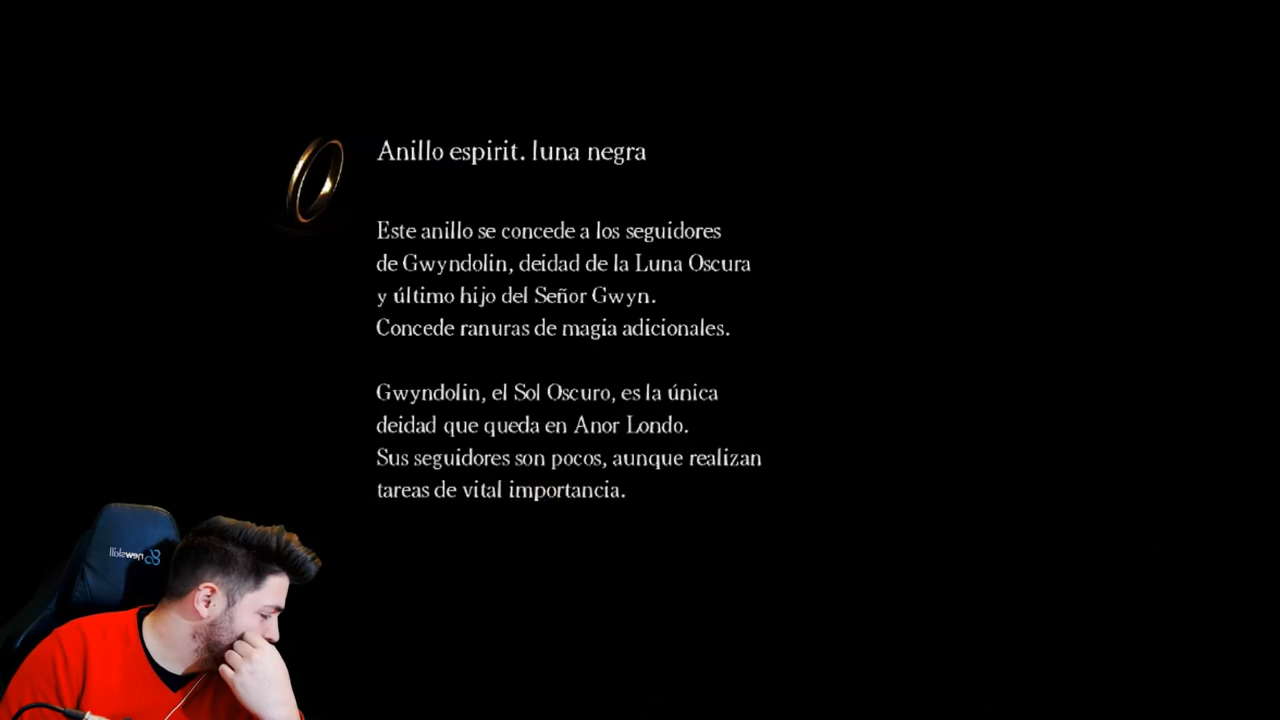 Anillo espirit. luna negra
Este anillo se concede a los seguidores
de Gwyndolin, deidad de la Luna Oscura
y último hijo del Señor Gwyn.
Concede ranuras de magia adicionales.
Gwyndolin, el Sol Oscuro, es la única
deidad que queda en Anor Londo.
Sus seguidores son pocos, aunque realizan
tareas de vital importancia.
newskill